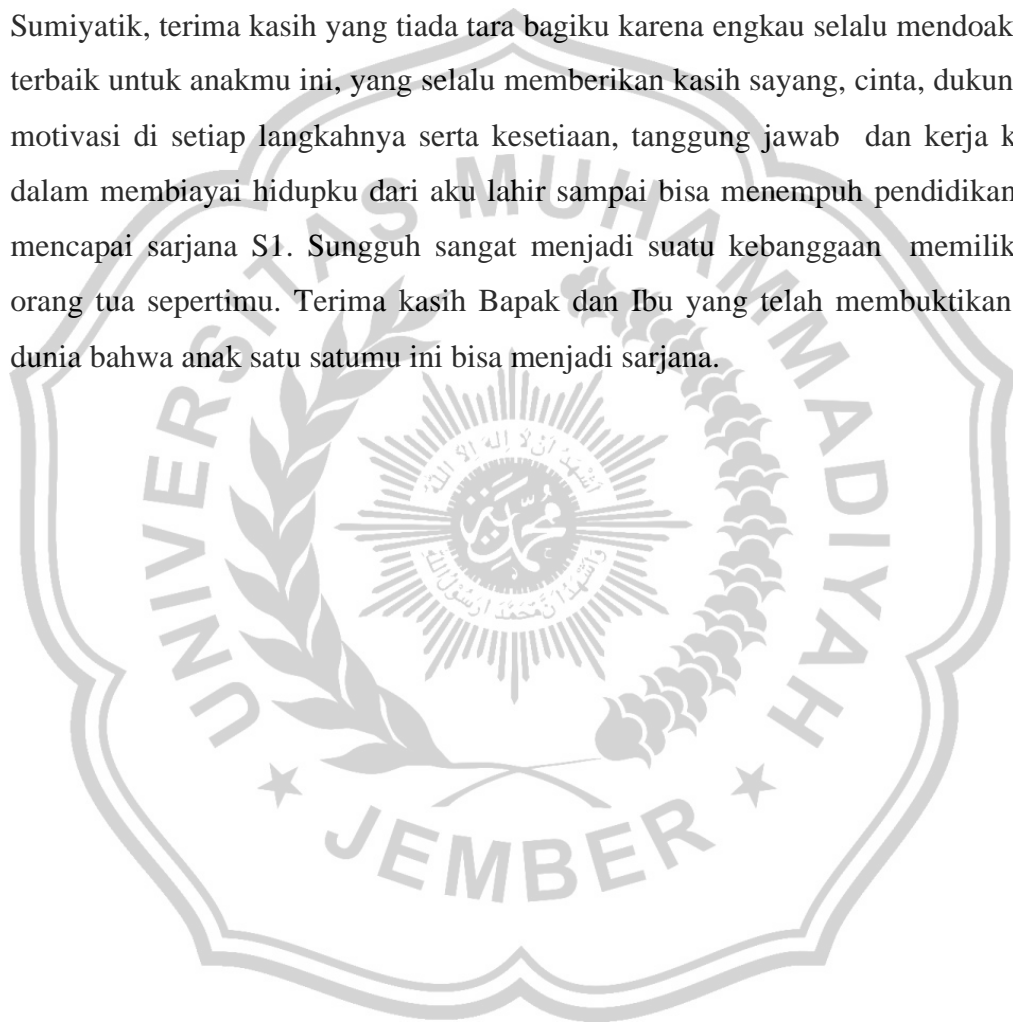 Sumiyatik, terima kasih yang tiada tara bagiku karena engkau selalu mendoak
terbaik untuk anakmu ini, yang selalu memberikan kasih sayang, cinta, dukun
motivasi di setiap langkahnya serta kesetiaan, tanggung jawab dan kerja k
dalam membiayai hidupku dari aku lahir sampai bisa menempuh pendidikan
mencapai sarjana S1. Sungguh sangat menjadi suatu kebanggaan memilik
orang tua sepertimu. Terima kasih Bapak dan Ibu yang telah membuktikan
dunia bahwa anak satu satumu ini bisa menjadi sarjana.
UNIVERSITAS MUHAMMADIYAH
JEMBER